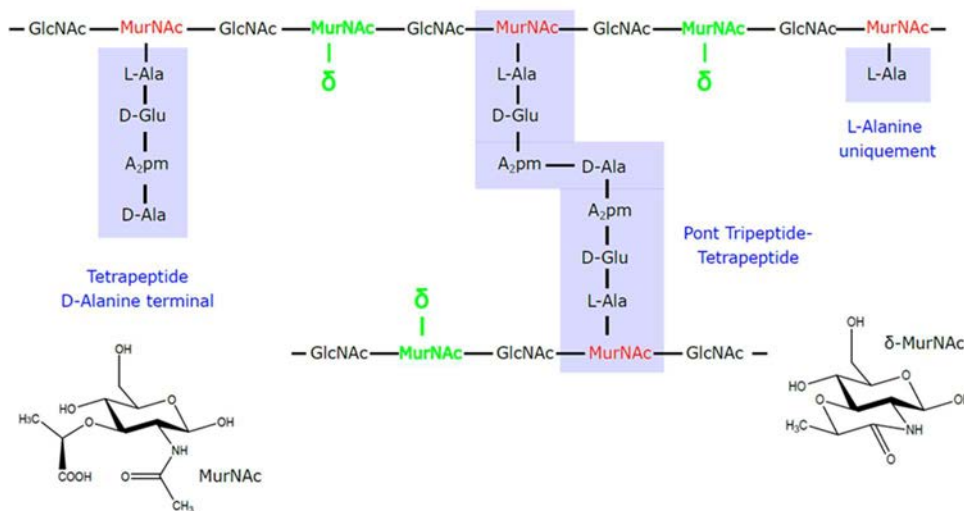 GlcNAc MurNAc GlcNAc MurNAc GlcNAc MurNAc GlcNAc MurNAc GlcNAc MurNAc
δ δ
L-Ala L-Ala L-Ala
D-Glu D-Glu
L-Alanine
uniquement
A₂pm A₂pm D-Ala
D-Ala A₂pm
Pont Tripeptide-
Tetrapeptide
D-Glu
Tetrapeptide
D-Alanine terminal
L-Ala
δ
GlcNAc MurNAc GlcNAc MurNAc GlcNAc
OH
HO
O
O
OH
H₃C
NH
COOH
O
CH₃
MurNAc
δ-MurNAc
OH
HO
O
O
H₃C
NH
O